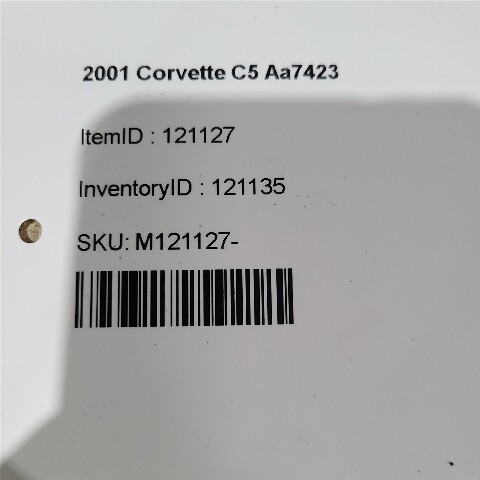 2001 Corvette C5 Aa7423
ItemID : 121127
InventoryID : 121135
SKU: M121127-